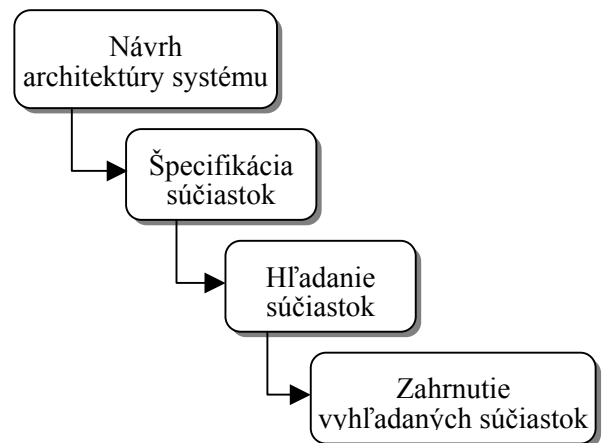 Návrh
architektúry systému
Špecifikácia
súčiastok
Hľadanie
súčiastok
Zahrnutie
vyhľadaných súčiastok